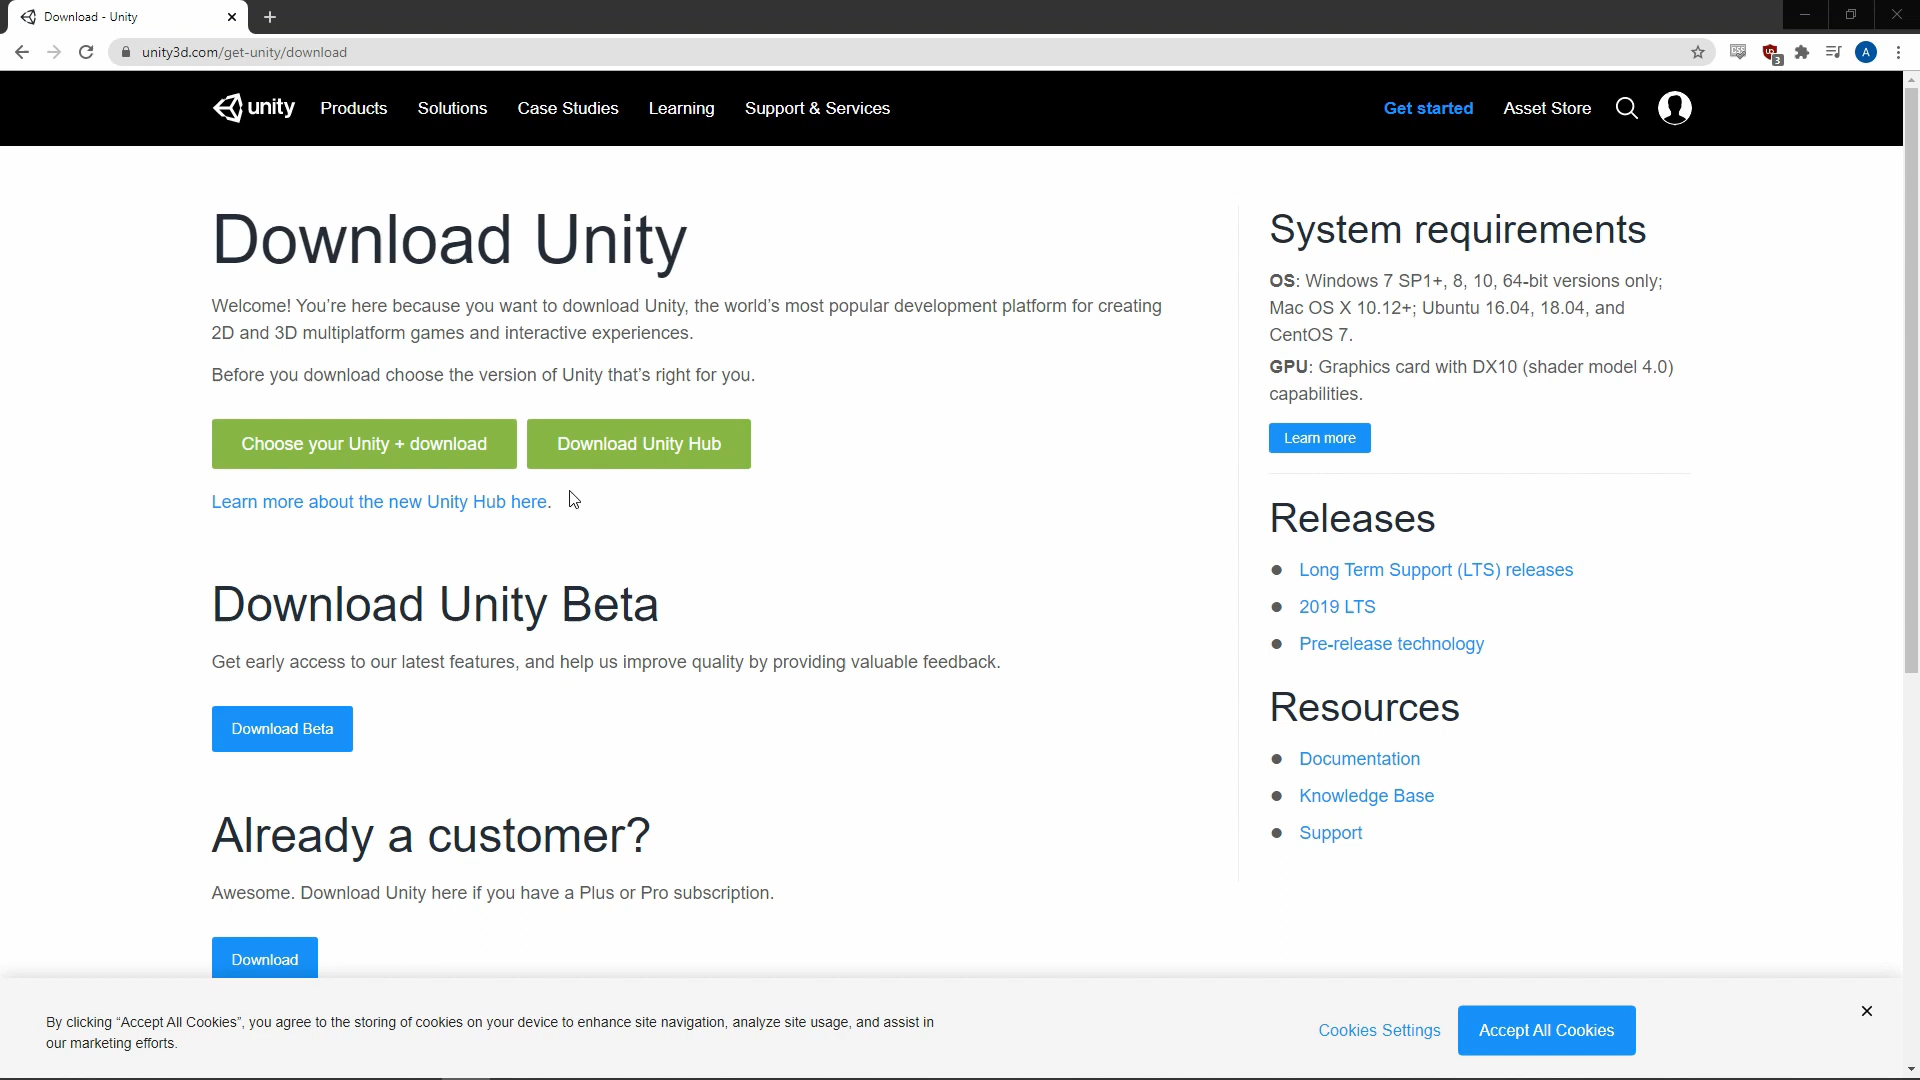 Download - Unity
unity3d.com/get-unity/download
3
A
unity
Products
Solutions
Case Studies
Learning
Support & Services
Get started
Asset Store
Download Unity
Welcome! You're here because you want to download Unity, the world's most popular development platform for creating
2D and 3D multiplatform games and interactive experiences.
Before you download choose the version of Unity that's right for you.
Choose your Unity + download
Download Unity Hub
Learn more about the new Unity Hub here.
Download Unity Beta
Get early access to our latest features, and help us improve quality by providing valuable feedback.
Download Beta
Already a customer?
Awesome. Download Unity here if you have a Plus or Pro subscription.
Download
System requirements
OS: Windows 7 SP1+, 8, 10, 64-bit versions only;
Mac OS X 10.12+; Ubuntu 16.04, 18.04, and
CentOS 7.
GPU: Graphics card with DX10 (shader model 4.0)
capabilities.
Learn more
Releases
Long Term Support (LTS) releases
2019 LTS
Pre-release technology
Resources
Documentation
Knowledge Base
Support
By clicking “Accept All Cookies”, you agree to the storing of cookies on your device to enhance site navigation, analyze site usage, and assist in
our marketing efforts.
Cookies Settings
Accept All Cookies